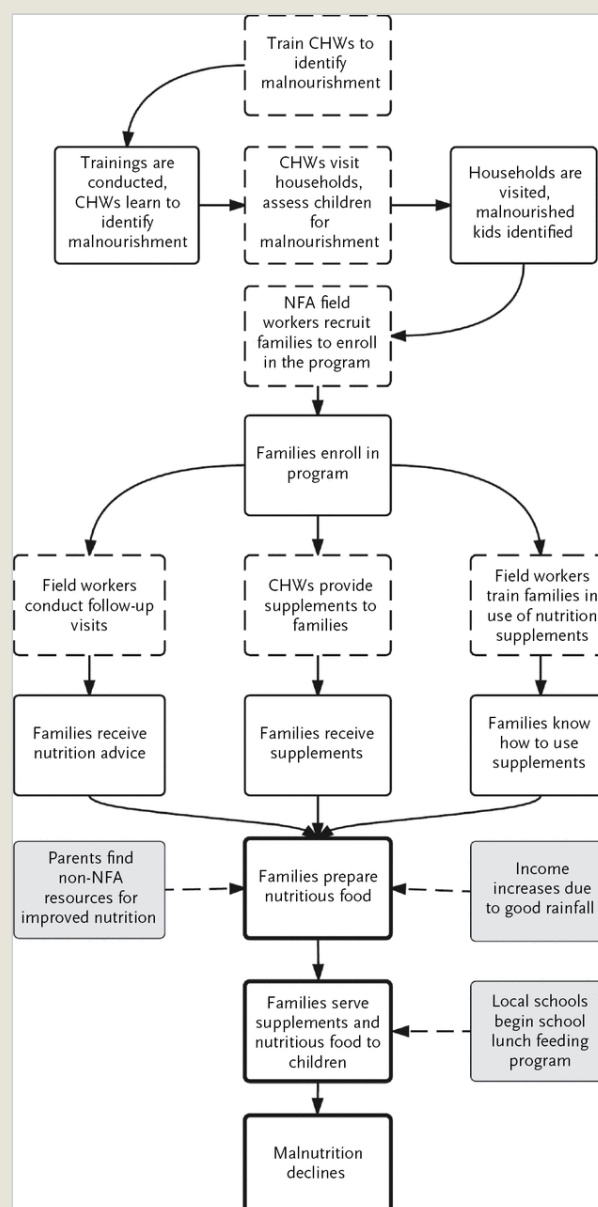 Train CHWs to
identify
malnourishment
Trainings are
conducted,
CHWs learn to
identify
malnourishment
CHWs visit
households,
assess children
for
malnourishment
Households are
visited,
malnourished
kids identified
NFA field
workers recruit
families to enroll
in the program
Families enroll in
program
Field workers
conduct follow-up
visits
CHWs provide
supplements to
families
Field workers
train families in
use of nutrition
supplements
Families receive
nutrition advice
Families receive
supplements
Families know
how to use
supplements
Parents find
non-NFA
resources for
improved nutrition
Families prepare
nutritious food
Income
increases due
to good rainfall
Families serve
supplements and
nutritious food to
children
Local schools
begin school
lunch feeding
program
Malnutrition
declines